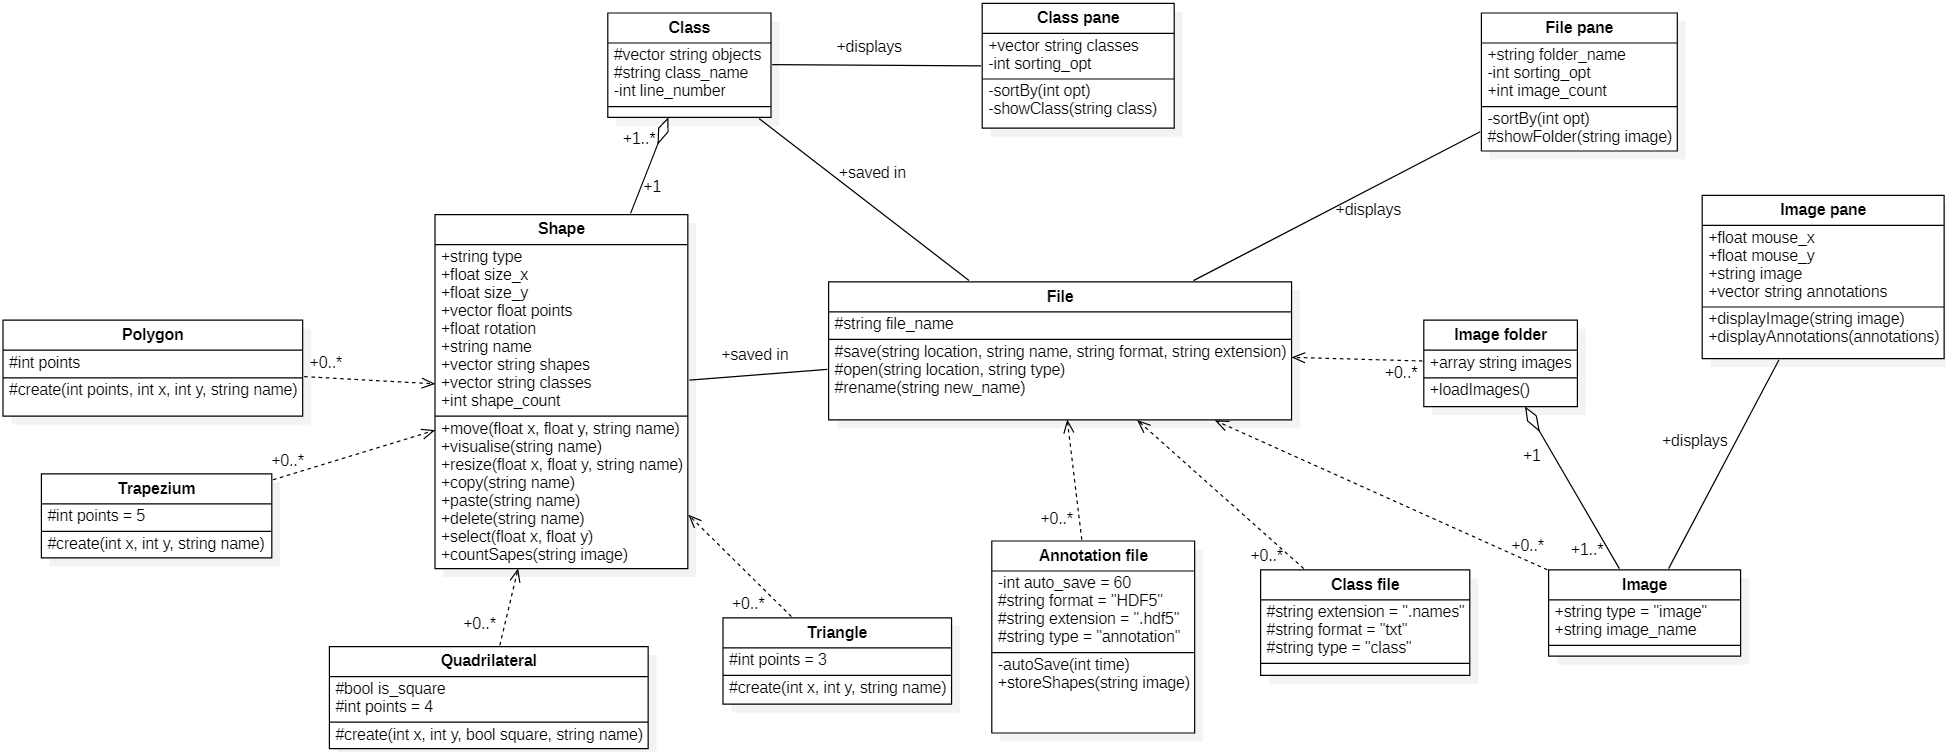 Class
#vector string objects
#string class_name
-int line_number
+displays
Class pane
+vector string classes
-int sorting_opt
-sortBy(int opt)
-showClass(string class)
File pane
+string folder_name
-int sorting_opt
+int image_count
-sortBy(int opt)
#showFolder(string image)
+1..*
+1
+saved in
+displays
Shape
+string type
+float size_x
+float size_y
+vector float points
+float rotation
+string name
+vector string shapes
+vector string classes
+int shape_count
+move(float x, float y, string name)
+visualise(string name)
+resize(float x, float y, string name)
+copy(string name)
+paste(string name)
+delete(string name)
+select(float x, float y)
+countSapes(string image)
+saved in
File
#string file_name
#save(string location, string name, string format, string extension)
#open(string location, string type)
#rename(string new_name)
Image pane
+float mouse_x
+float mouse_y
+string image
+vector string annotations
+displayImage(string image)
+displayAnnotations(annotations)
Image folder
+array string images
+loadImages()
+0..*
+displays
+1
+1..*
Polygon
#int points
#create(int points, int x, int y, string name)
+0..*
Trapezium
#int points = 5
#create(int x, int y, string name)
+0..*
Quadrilateral
#bool is_square
#int points = 4
#create(int x, int y, bool square, string name)
+0..*
Triangle
#int points = 3
#create(int x, int y, string name)
+0..*
Annotation file
-int auto_save = 60
#string format = "HDF5"
#string extension = ".hdf5"
#string type = "annotation"
-autoSave(int time)
+storeShapes(string image)
+0..*
Class file
#string extension = ".names"
#string format = "txt"
#string type = "class"
+0..*
Image
+string type = "image"
+string image_name
+0..*